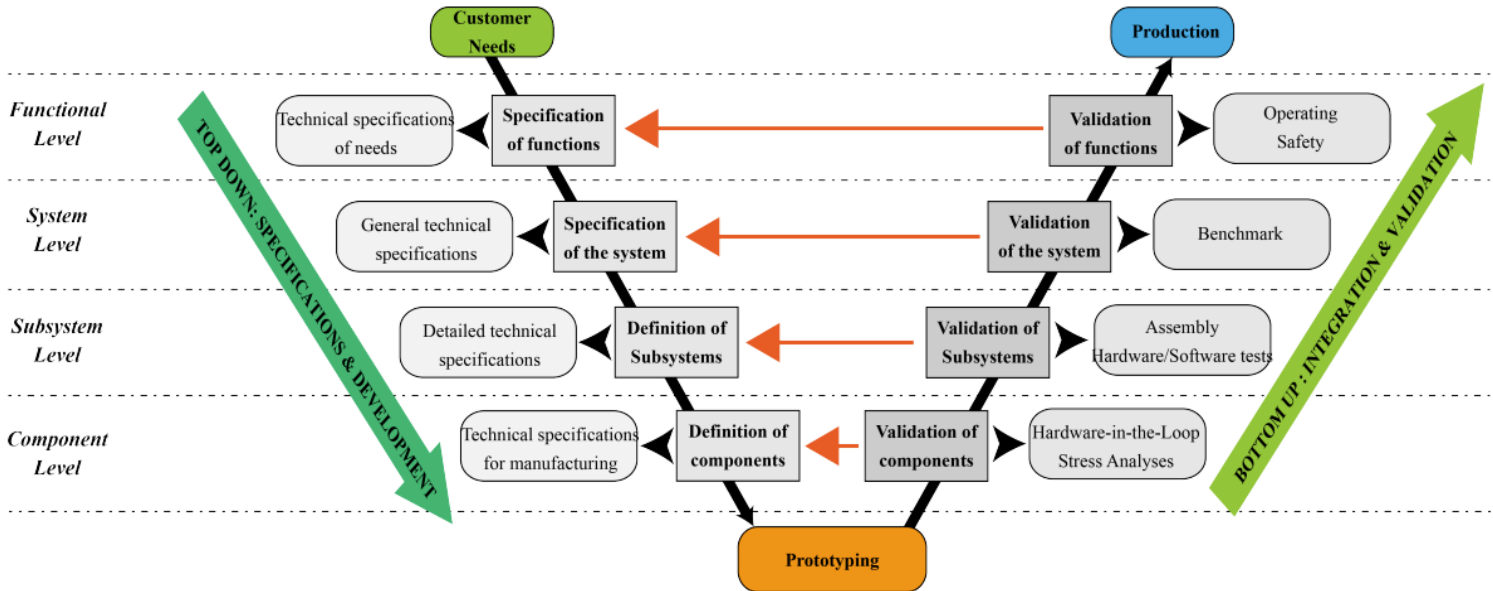 Customer
Needs
Production
Functional
Level
Technical specifications
of needs
Specification
of functions
Validation
of functions
Operating
Safety
System
Level
General technical
specifications
Specification
of the system
Validation
of the system
Benchmark
Subsystem
Level
Detailed technical
specifications
Definition of
Subsystems
Validation of
Subsystems
Assembly
Hardware/Software tests
Component
Level
Technical specifications
for manufacturing
Definition of
components
Validation of
components
Hardware-in-the-Loop
Stress Analyses
Prototyping
TOP DOWN: SPECIFICATIONS & DEVELOPMENT
BOTTOM UP : INTEGRATION & VALIDATION